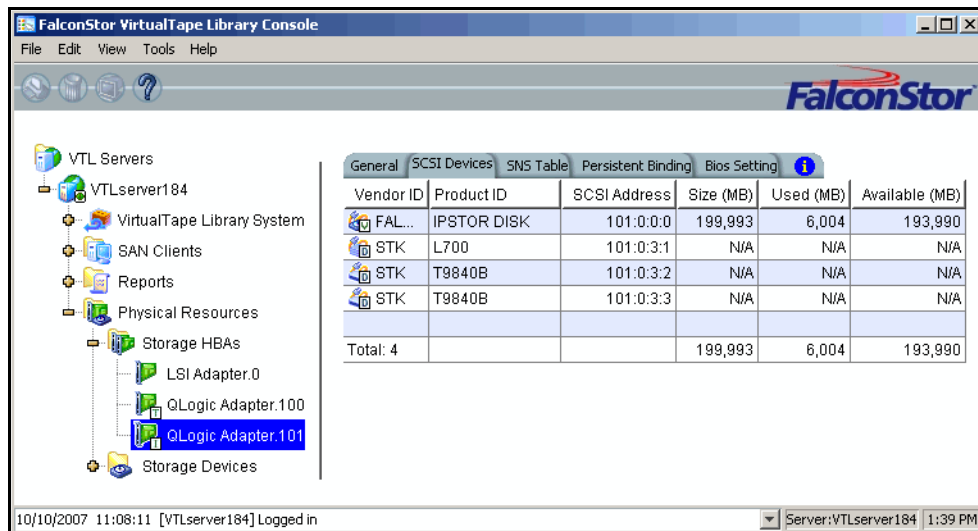 FalconStor VirtualTape Library Console
File Edit View Tools Help
FalconStor
VTL Servers
VTLserver184
VirtualTape Library System
SAN Clients
Reports
Physical Resources
Storage HBAs
LSI Adapter.0
QLogic Adapter.100
QLogic Adapter.101
Storage Devices
General SCSI Devices SNS Table Persistent Binding Bios Setting
Vendor ID Product ID SCSI Address Size (MB) Used (MB) Available (MB)
FAL... IPSTOR DISK 101:0:0:0 199,993 6,004 193,990
STK L700 101:0:3:1 N/A N/A N/A
STK T9840B 101:0:3:2 N/A N/A N/A
STK T9840B 101:0:3:3 N/A N/A N/A
Total: 4 199,993 6,004 193,990
10/10/2007 11:08:11 [VTLserver184] Logged in Server:VTLserver184 1:39 PM